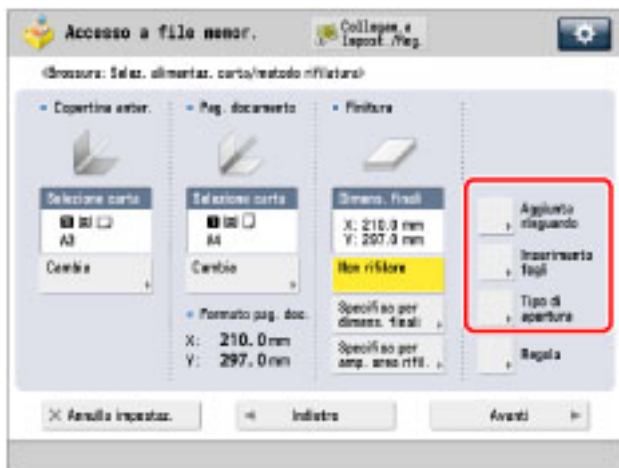 Accesso a file memor.
Collegam. e
Impost./Reg.
<Brossura: Selez. alimentaz. carta/metodo rifilatura>
Copertina anter.
Selezione carta
A3
Cambia
Pag. documento
Selezione carta
A4
Cambia
Formato pag. doc.
X: 210.0mm
Y: 297.0mm
Finitura
Dimens. finali
X: 210.0 mm
Y: 297.0 mm
Non rifilare
Specifiso per
dimens. finali
Specifiso per
amp. area rifil.
Aggiunta
risguardo
Inserimento
fogli
Tipo di
apertura
Regola
Annulla impostaz.
Indietro
Avanti